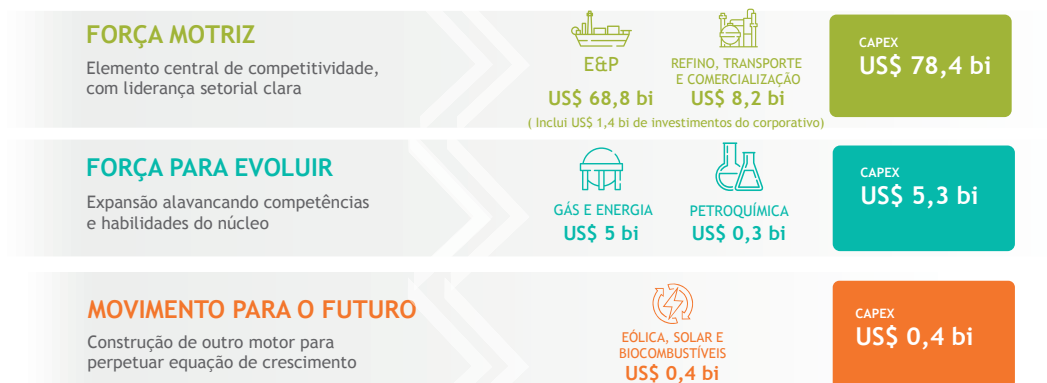 FORÇA MOTRIZ
Elemento central de competitividade,
com liderança setorial clara
E&P
US$ 68,8 bi
REFINO, TRANSPORTE
E COMERCIALIZAÇÃO
US$ 8,2 bi
( Inclui US$ 1,4 bi de investimentos do corporativo)
CAPEX
US$ 78,4 bi
FORÇA PARA EVOLUIR
Expansão alavancando competências
e habilidades do núcleo
GÁS E ENERGIA
US$ 5 bi
PETROQUÍMICA
US$ 0,3 bi
CAPEX
US$ 5,3 bi
MOVIMENTO PARA O FUTURO
Construção de outro motor para
perpetuar equação de crescimento
EÓLICA, SOLAR E
BIOCOMBUSTÍVEIS
US$ 0,4 bi
CAPEX
US$ 0,4 bi